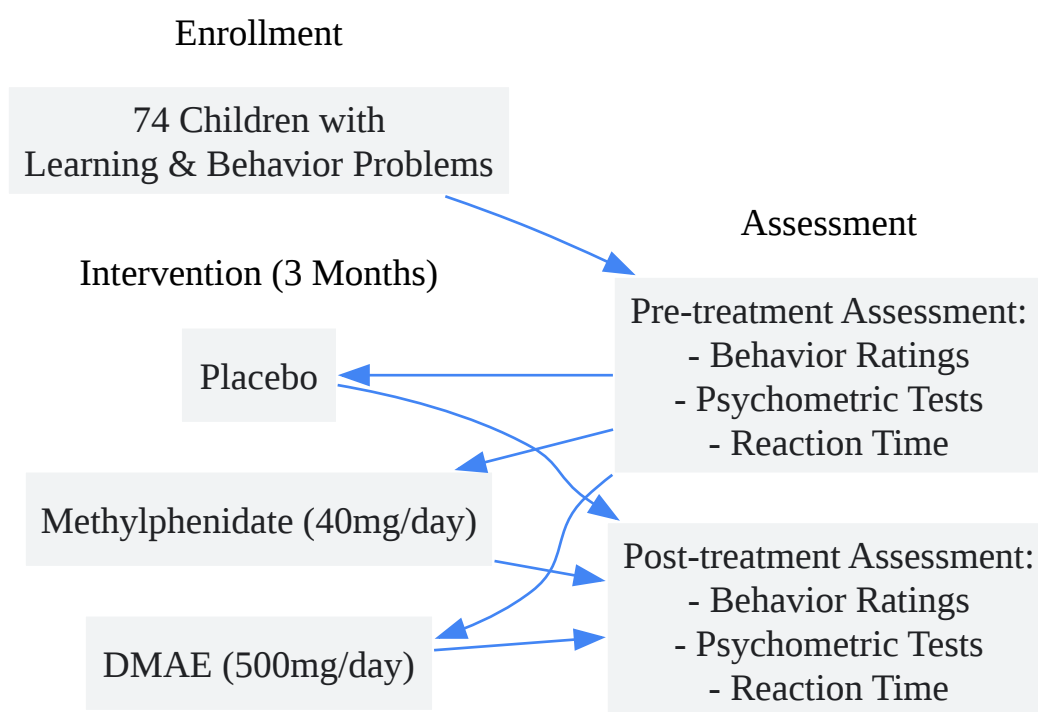 Enrollment
74 Children with
Learning & Behavior Problems
Assessment
Intervention (3 Months)
Pre-treatment Assessment:
- Behavior Ratings
- Psychometric Tests
- Reaction Time
Placebo
Methylphenidate (40mg/day)
DMAE (500mg/day)
Post-treatment Assessment:
- Behavior Ratings
- Psychometric Tests
- Reaction Time